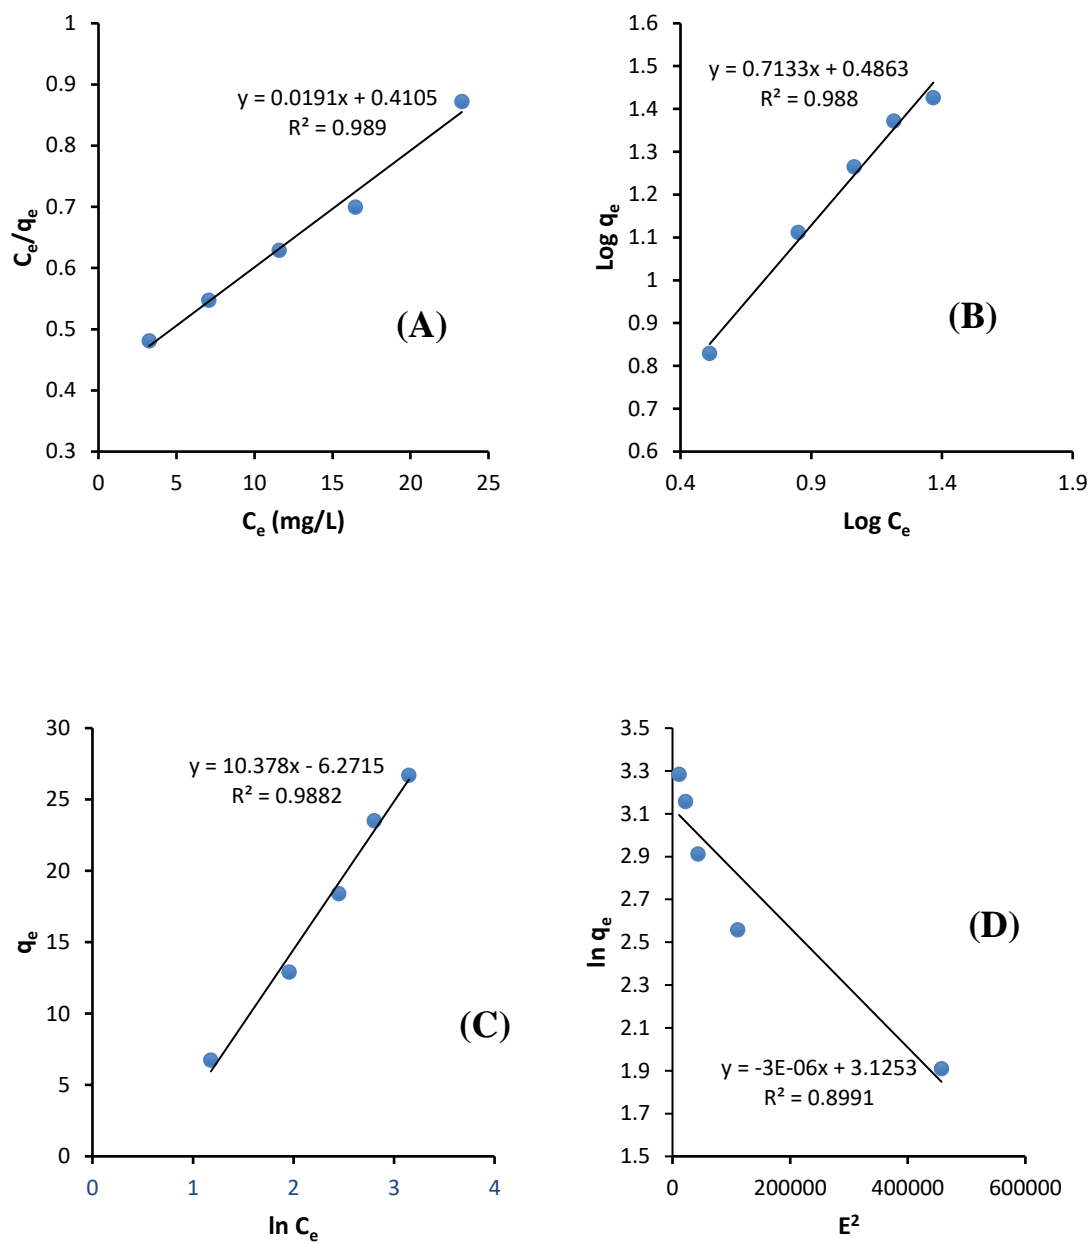 1
0.9
0.8
0.7
0.6
0.5
0.4
0.3
0 5 10 15 20 25
Cₑ/qₑ
Cₑ (mg/L)
y = 0.0191x + 0.4105
R² = 0.989
(A)
1.6
1.5
1.4
1.3
1.2
1.1
1
0.9
0.8
0.7
0.6
0.4 0.9 1.4 1.9
Log qₑ
Log Cₑ
y = 0.7133x + 0.4863
R² = 0.988
(B)
30
25
20
15
10
5
0
0 1 2 3 4
qₑ
ln Cₑ
y = 10.378x - 6.2715
R² = 0.9882
(C)
3.5
3.3
3.1
2.9
2.7
2.5
2.3
2.1
1.9
1.7
1.5
0 200000 400000 600000
ln qₑ
E²
y = -3E-06x + 3.1253
R² = 0.8991
(D)